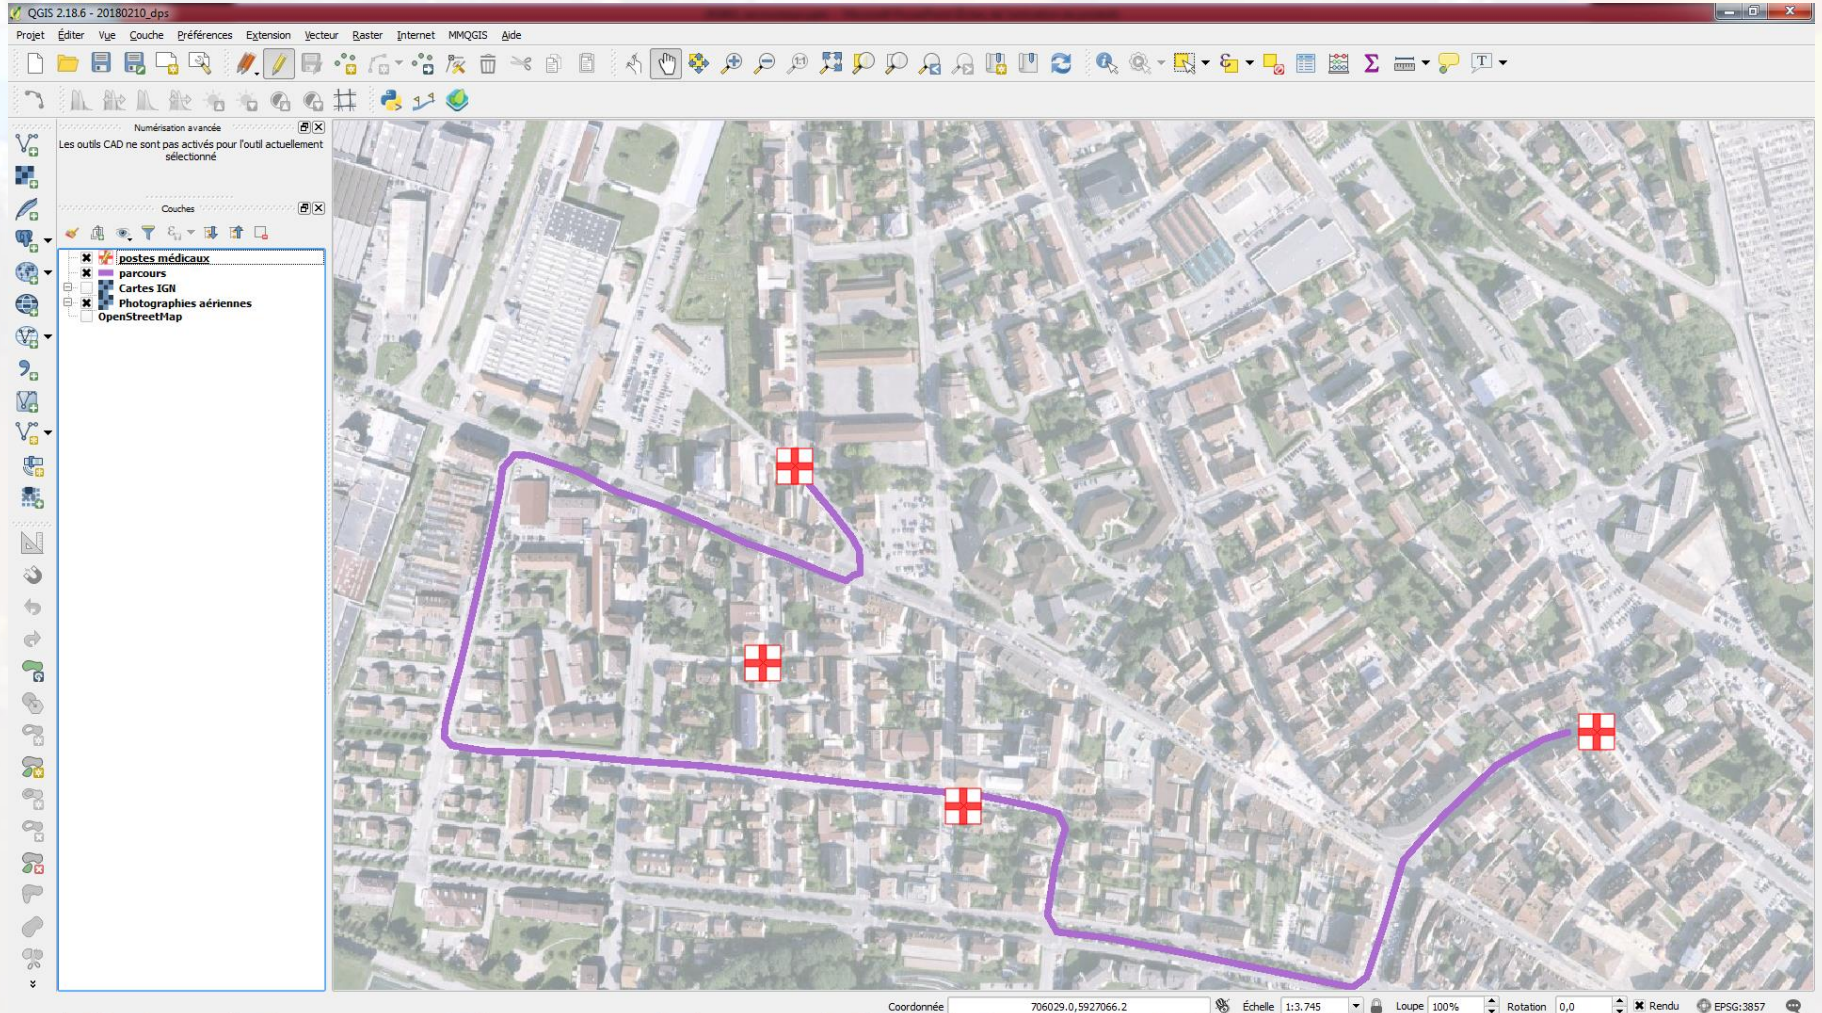 QGIS 2.18.6 - 20180210_dps
Projet Éditer Vue Couche Préférences Extension Vecteur Raster Internet MMQGIS Aide
Numérisation avancée
Les outils CAD ne sont pas activés pour l'outil actuellement
sélectionné
Couches
postes médicaux
parcours
Cartes IGN
Photographies aériennes
OpenStreetMap
Coordonnée 706029.0,5927066.2 Échelle 1:3.745 Loupe 100% Rotation 0,0 Rendu EPSG:3857